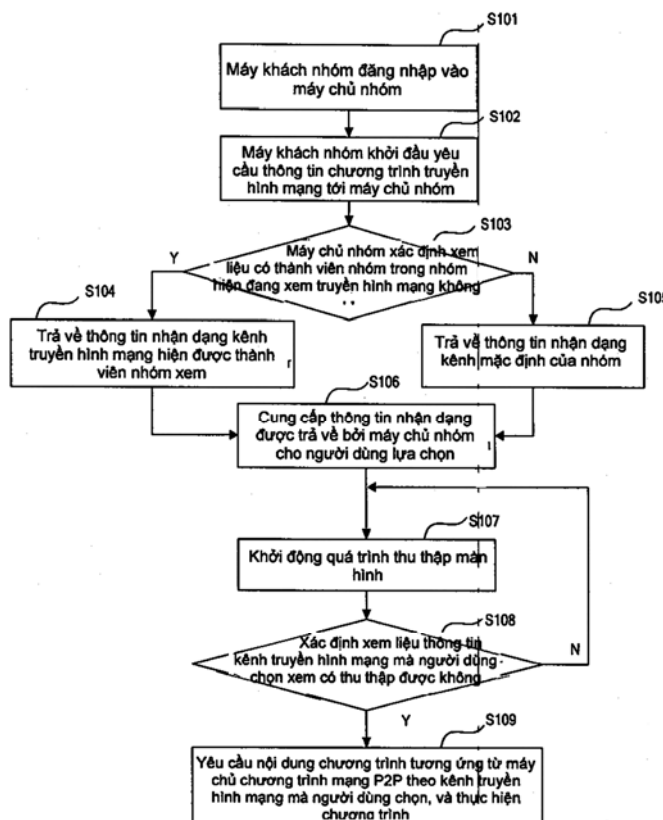 S101
Máy khách nhóm đăng nhập vào
máy chủ nhóm
S102
Máy khách nhóm khởi đầu yêu
cầu thông tin chương trình truyền
hình mạng tới máy chủ nhóm
S103
Máy chủ nhóm xác định xem
liệu có thành viên nhóm trong nhóm
hiện đang xem truyền hình mạng không
Y
N
S104
Trả về thông tin nhận dạng kênh
truyền hình mạng hiện được thành
viên nhóm xem
S105
Trả về thông tin nhận dạng
kênh mặc định của nhóm
S106
Cung cấp thông tin nhận dạng
được trả về bởi máy chủ nhóm
cho người dùng lựa chọn
S107
Khởi động quá trình thu thập màn
hình
S108
Xác định xem liệu thông tin
kênh truyền hình mạng mà người dùng
chọn xem có thu thập được không
N
Y
S109
Yêu cầu nội dung chương trình tương ứng từ máy
chủ chương trình mạng P2P theo kênh truyền
hình mạng mà người dùng chọn, và thực hiện
chương trình